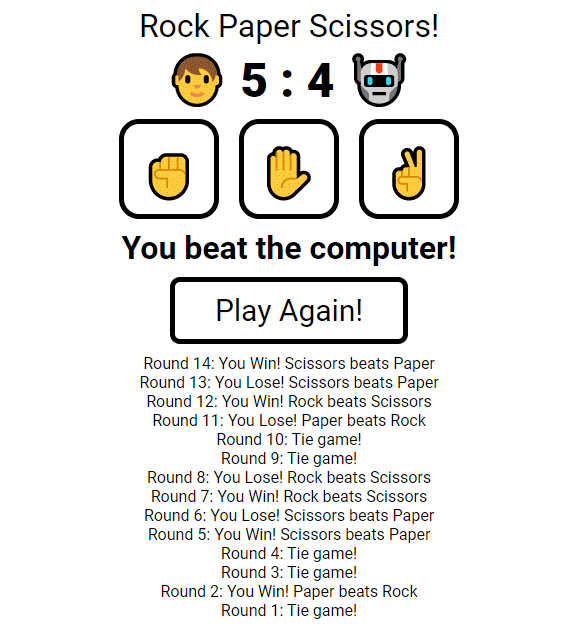 Rock Paper Scissors!
5 : 4
You beat the computer!
Play Again!
Round 14: You Win! Scissors beats Paper
Round 13: You Lose! Scissors beats Paper
Round 12: You Win! Rock beats Scissors
Round 11: You Lose! Paper beats Rock
Round 10: Tie game!
Round 9: Tie game!
Round 8: You Lose! Rock beats Scissors
Round 7: You Win! Rock beats Scissors
Round 6: You Lose! Scissors beats Paper
Round 5: You Win! Scissors beats Paper
Round 4: Tie game!
Round 3: Tie game!
Round 2: You Win! Paper beats Rock
Round 1: Tie game!